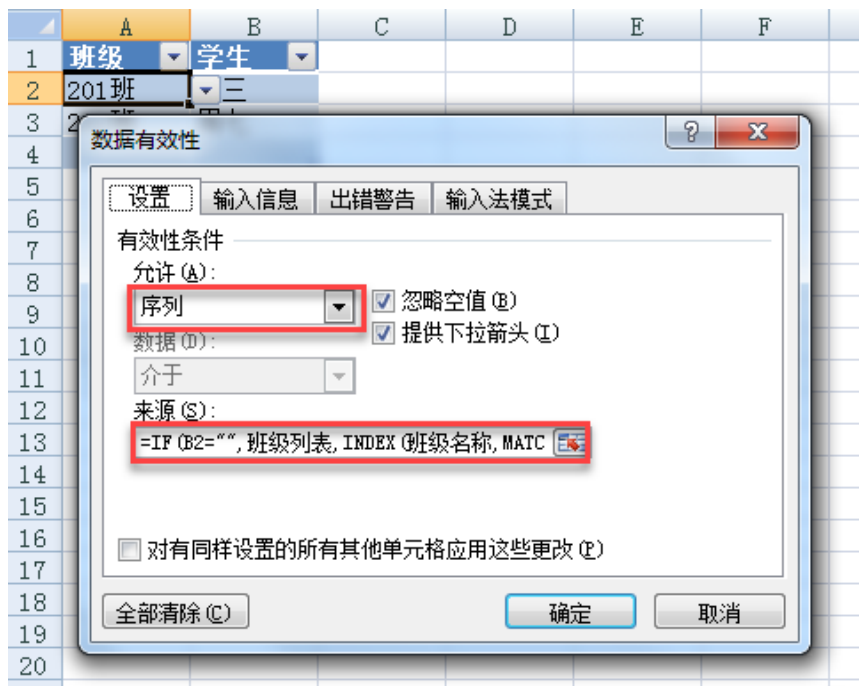 A B C D E F
1 班级 学生
2 201班 三
3 2
4
数据有效性
5
设置 输入信息 出错警告 输入法模式
6
7 有效性条件
8 允许(A):
序列 忽略空值(B)
9
数据(D): 提供下拉箭头(I)
10
11 介于
12 来源(S):
13 =IF(B2="",班级列表,INDEX(班级名称,MATC
14
15
16 对有同样设置的所有其他单元格应用这些更改(P)
17
18 全部清除(C) 确定 取消
19
20